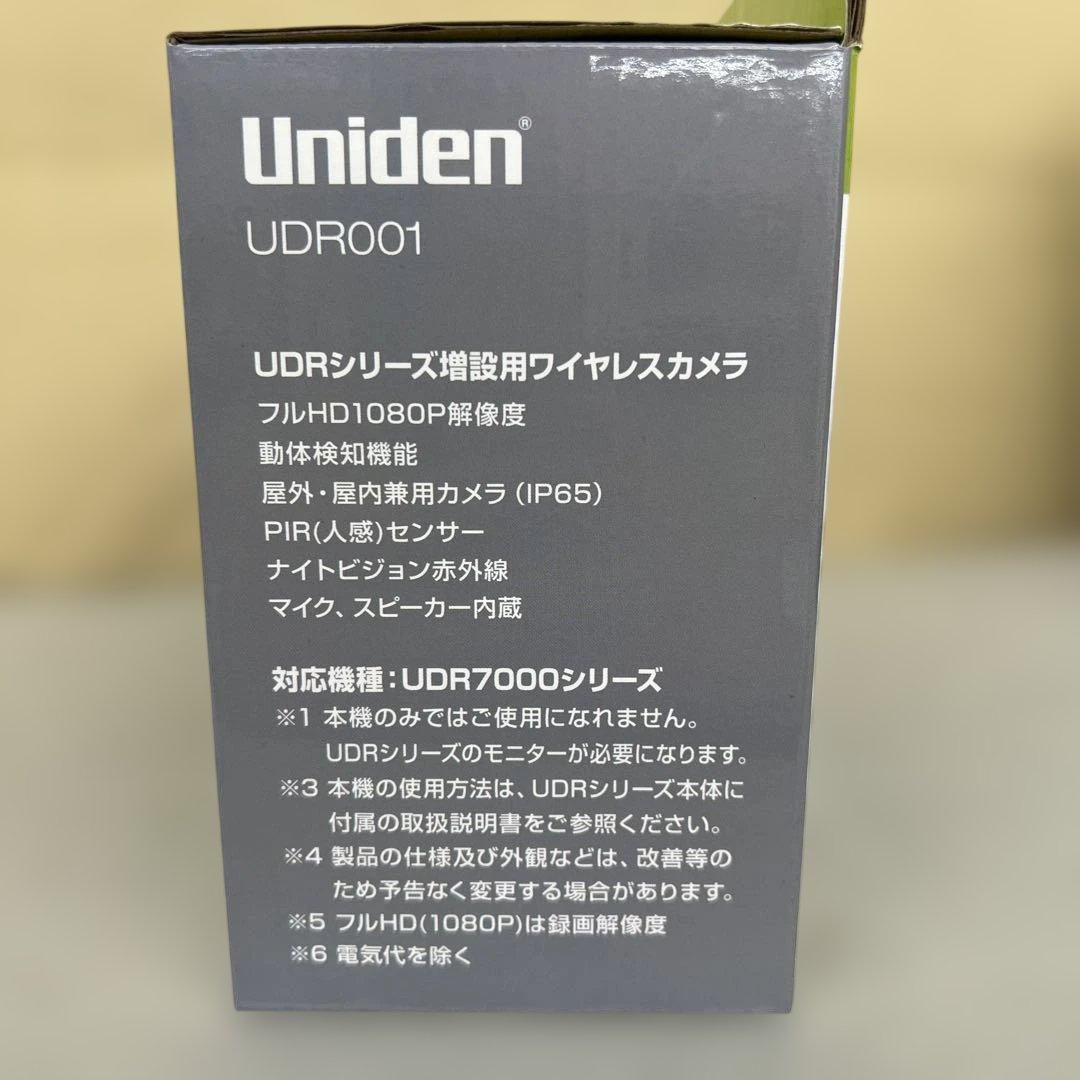 Uniden®
UDR001
UDRシリーズ増設用ワイヤレスカメラ
フルHD1080P解像度
動体検知機能
屋外・屋内兼用カメラ（IP65）
PIR(人感)センサー
ナイトビジョン赤外線
マイク、スピーカー内蔵
対応機種：UDR7000シリーズ
※1 本機のみではご使用になれません。
UDRシリーズのモニターが必要になります。
※3 本機の使用方法は、UDRシリーズ本体に
付属の取扱説明書をご参照ください。
※4 製品の仕様及び外観などは、改善等の
ため予告なく変更する場合があります。
※5 フルHD(1080P)は録画解像度
※6 電気代を除く